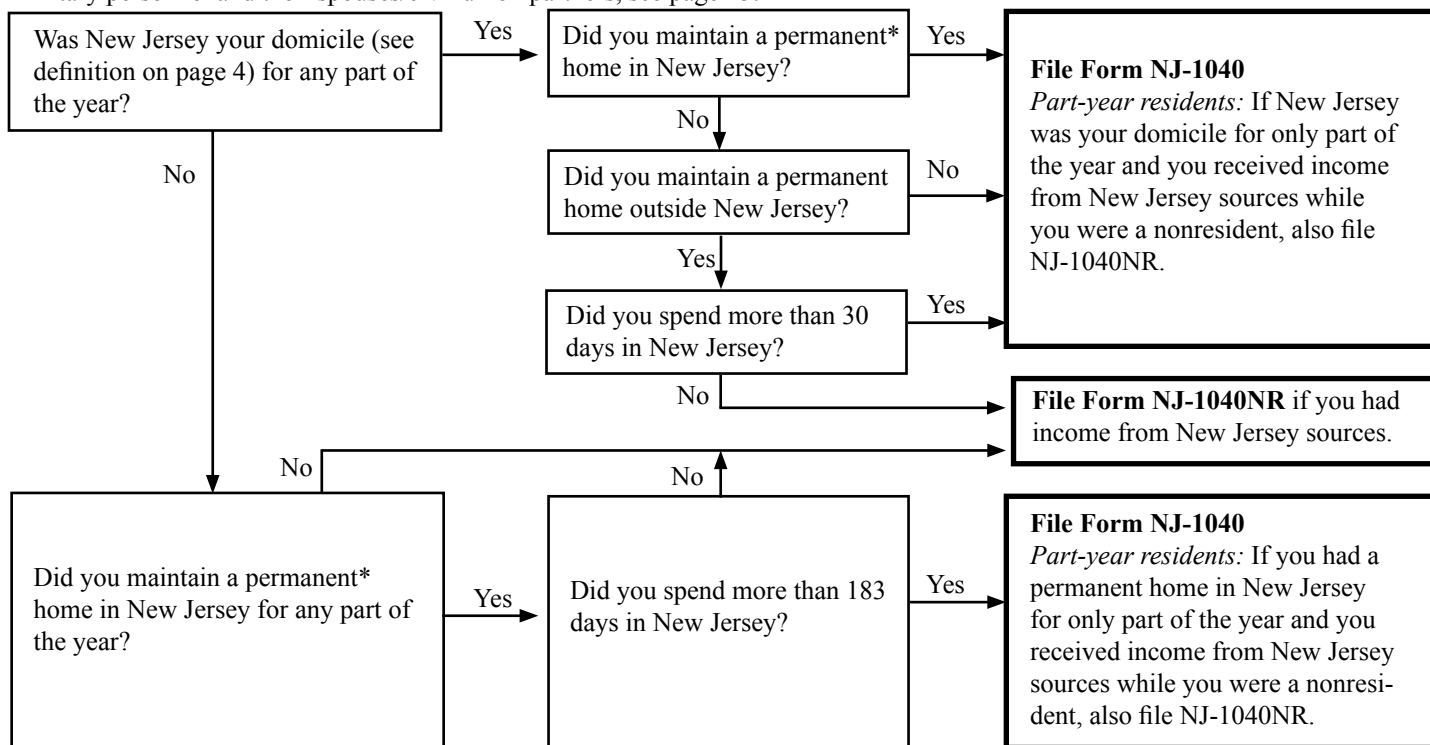 Was New Jersey your domicile (see
definition on page 4) for any part of
the year?
Yes
Did you maintain a permanent*
home in New Jersey?
Yes
File Form NJ-1040
Part-year residents: If New Jersey
was your domicile for only part of
the year and you received income
from New Jersey sources while
you were a nonresident, also file
NJ-1040NR.
No
No
Did you maintain a permanent
home outside New Jersey?
No
Yes
Did you spend more than 30
days in New Jersey?
Yes
No
File Form NJ-1040NR if you had
income from New Jersey sources.
No
No
Did you maintain a permanent*
home in New Jersey for any part of
the year?
Yes
Did you spend more than 183
days in New Jersey?
Yes
File Form NJ-1040
Part-year residents: If you had a
permanent home in New Jersey
for only part of the year and you
received income from New Jersey
sources while you were a nonresi-
dent, also file NJ-1040NR.